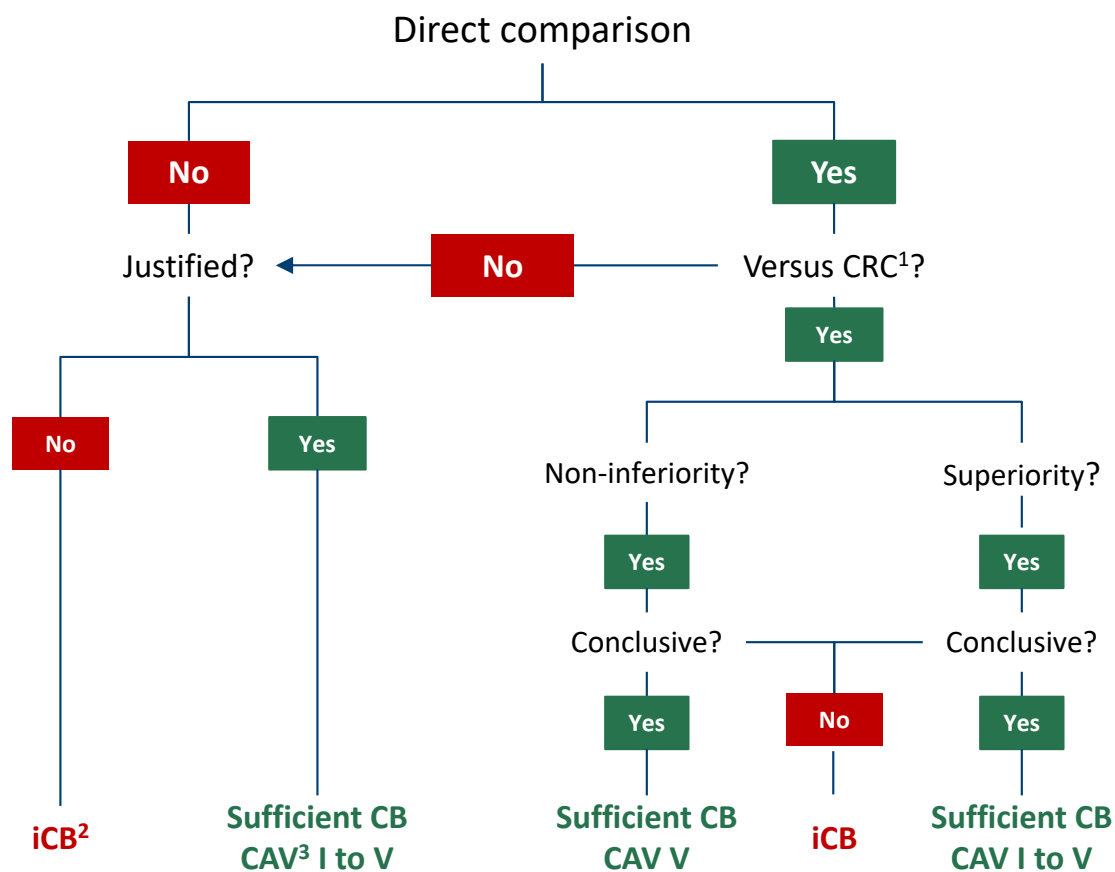 Direct comparison
No
Yes
Justified?
No
Versus CRC¹?
Yes
No
Yes
Non-inferiority?
Superiority?
Yes
Yes
Conclusive?
Conclusive?
Yes
No
Yes
iCB²
Sufficient CB
CAV³ I to V
Sufficient CB
CAV V
iCB
Sufficient CB
CAV I to V